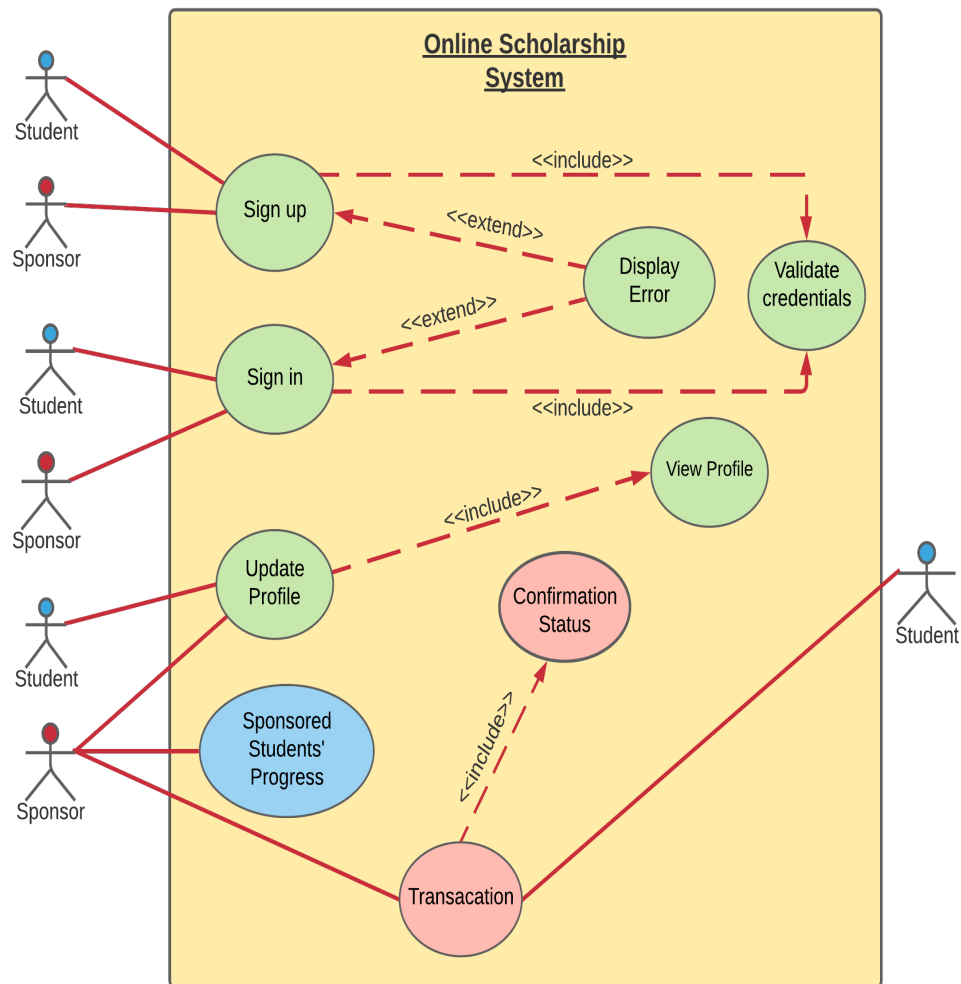 Online Scholarship
System
Student
<<include>>
Sign up
<<extend>>
Sponsor
Display
Error
Validate
credentials
<<extend>>
Sign in
Student
<<include>>
View Profile
<<include>>
Sponsor
Update
Profile
Confirmation
Status
Student
Student
Sponsored
Students'
Progress
<<include>>
Sponsor
Transacation